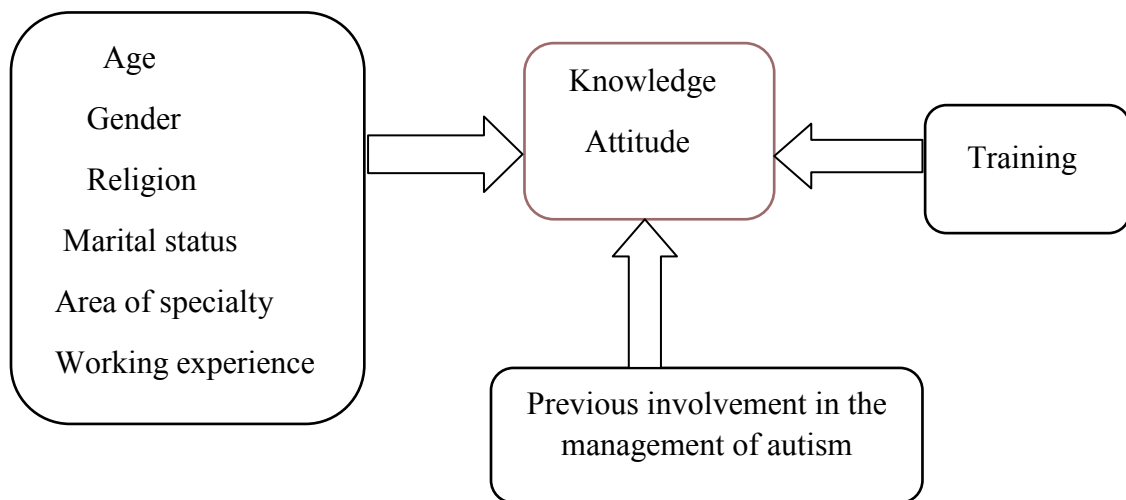 Age
Gender
Religion
Marital status
Area of specialty
Working experience
Knowledge
Attitude
Training
Previous involvement in the
management of autism